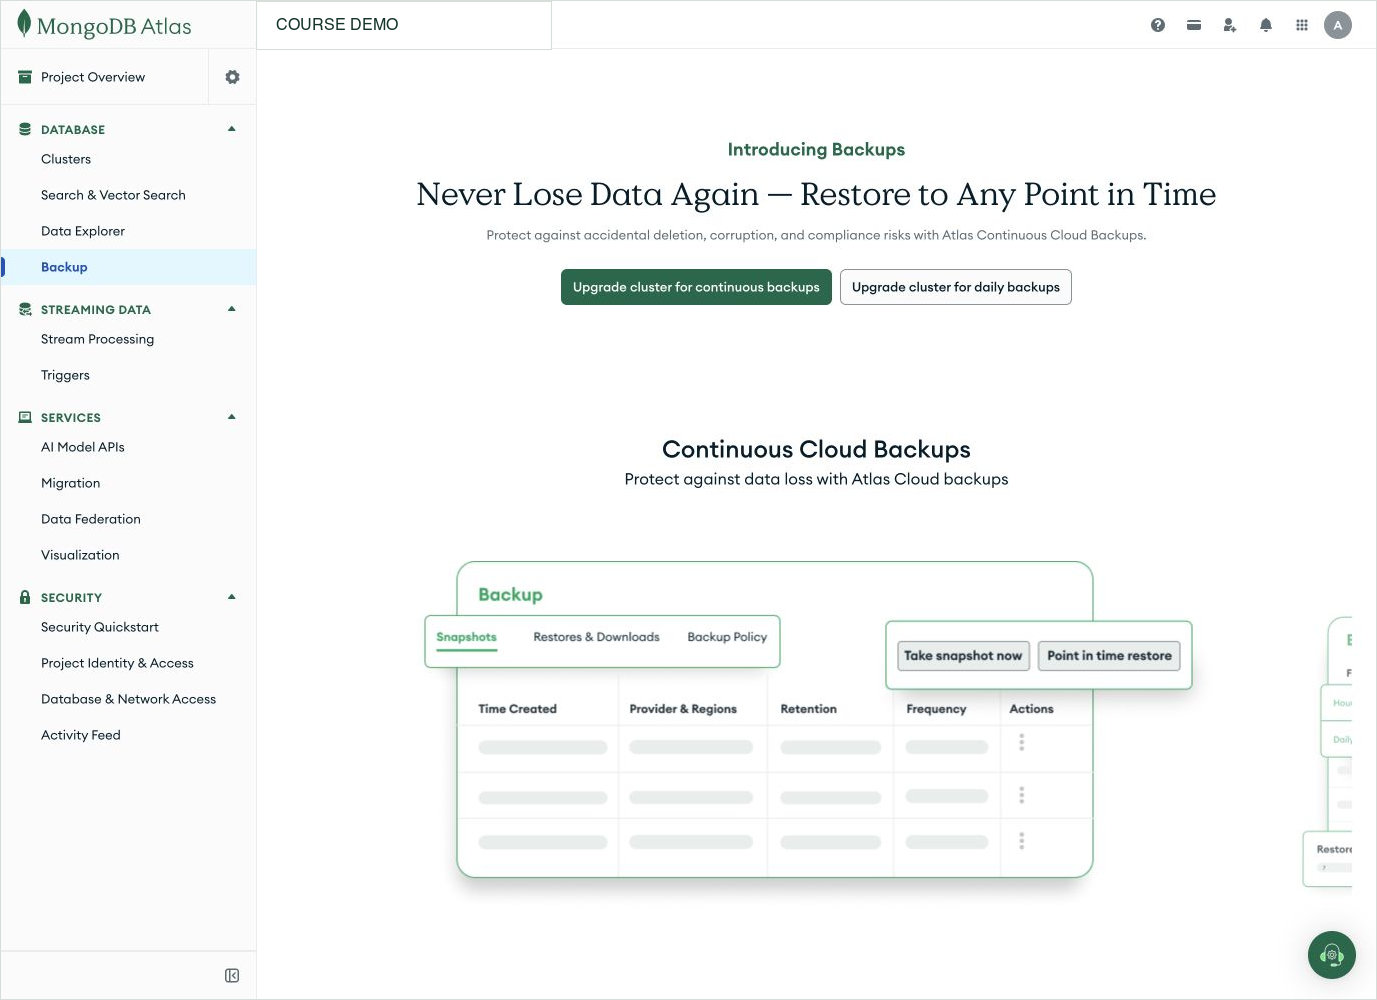 MongoDB Atlas
COURSE DEMO
A
Project Overview
DATABASE
Clusters
Search & Vector Search
Data Explorer
Backup
STREAMING DATA
Stream Processing
Triggers
SERVICES
AI Model APIs
Migration
Data Federation
Visualization
SECURITY
Security Quickstart
Project Identity & Access
Database & Network Access
Activity Feed
Introducing Backups
Never Lose Data Again — Restore to Any Point in Time
Protect against accidental deletion, corruption, and compliance risks with Atlas Continuous Cloud Backups.
Upgrade cluster for continuous backups
Upgrade cluster for daily backups
Continuous Cloud Backups
Protect against data loss with Atlas Cloud backups
Backup
Snapshots Restores & Downloads Backup Policy
Take snapshot now Point in time restore
Time Created Provider & Regions Retention Frequency Actions
Daily
Restore